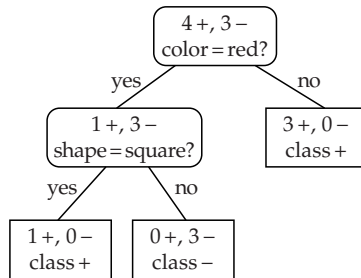 4+, 3−
color=red?
yes
no
1+, 3−
shape=square?
3+, 0−
class+
yes
no
1+, 0−
class+
0+, 3−
class−